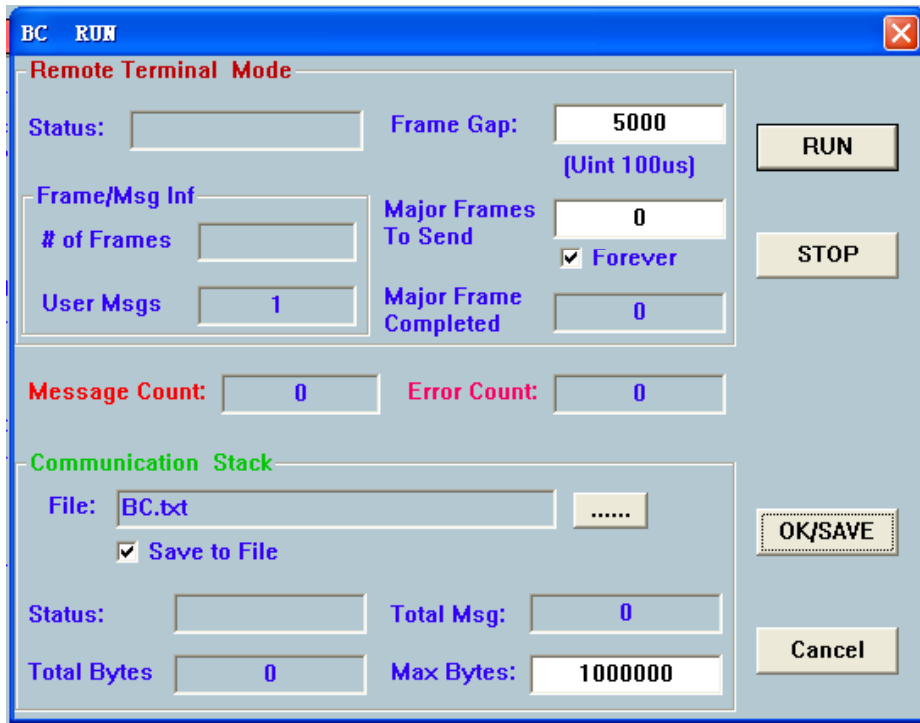 BC RUN
Remote Terminal Mode
Status:
Frame Gap: 5000
(Uint 100us)
RUN
Frame/Msg Inf
# of Frames
User Msgs 1
Major Frames
To Send
0
Forever
STOP
Major Frame
Completed
0
Message Count: 0 Error Count: 0
Communication Stack
File: BC.txt ......
Save to File
OK/SAVE
Status: Total Msg: 0
Total Bytes 0 Max Bytes: 1000000
Cancel